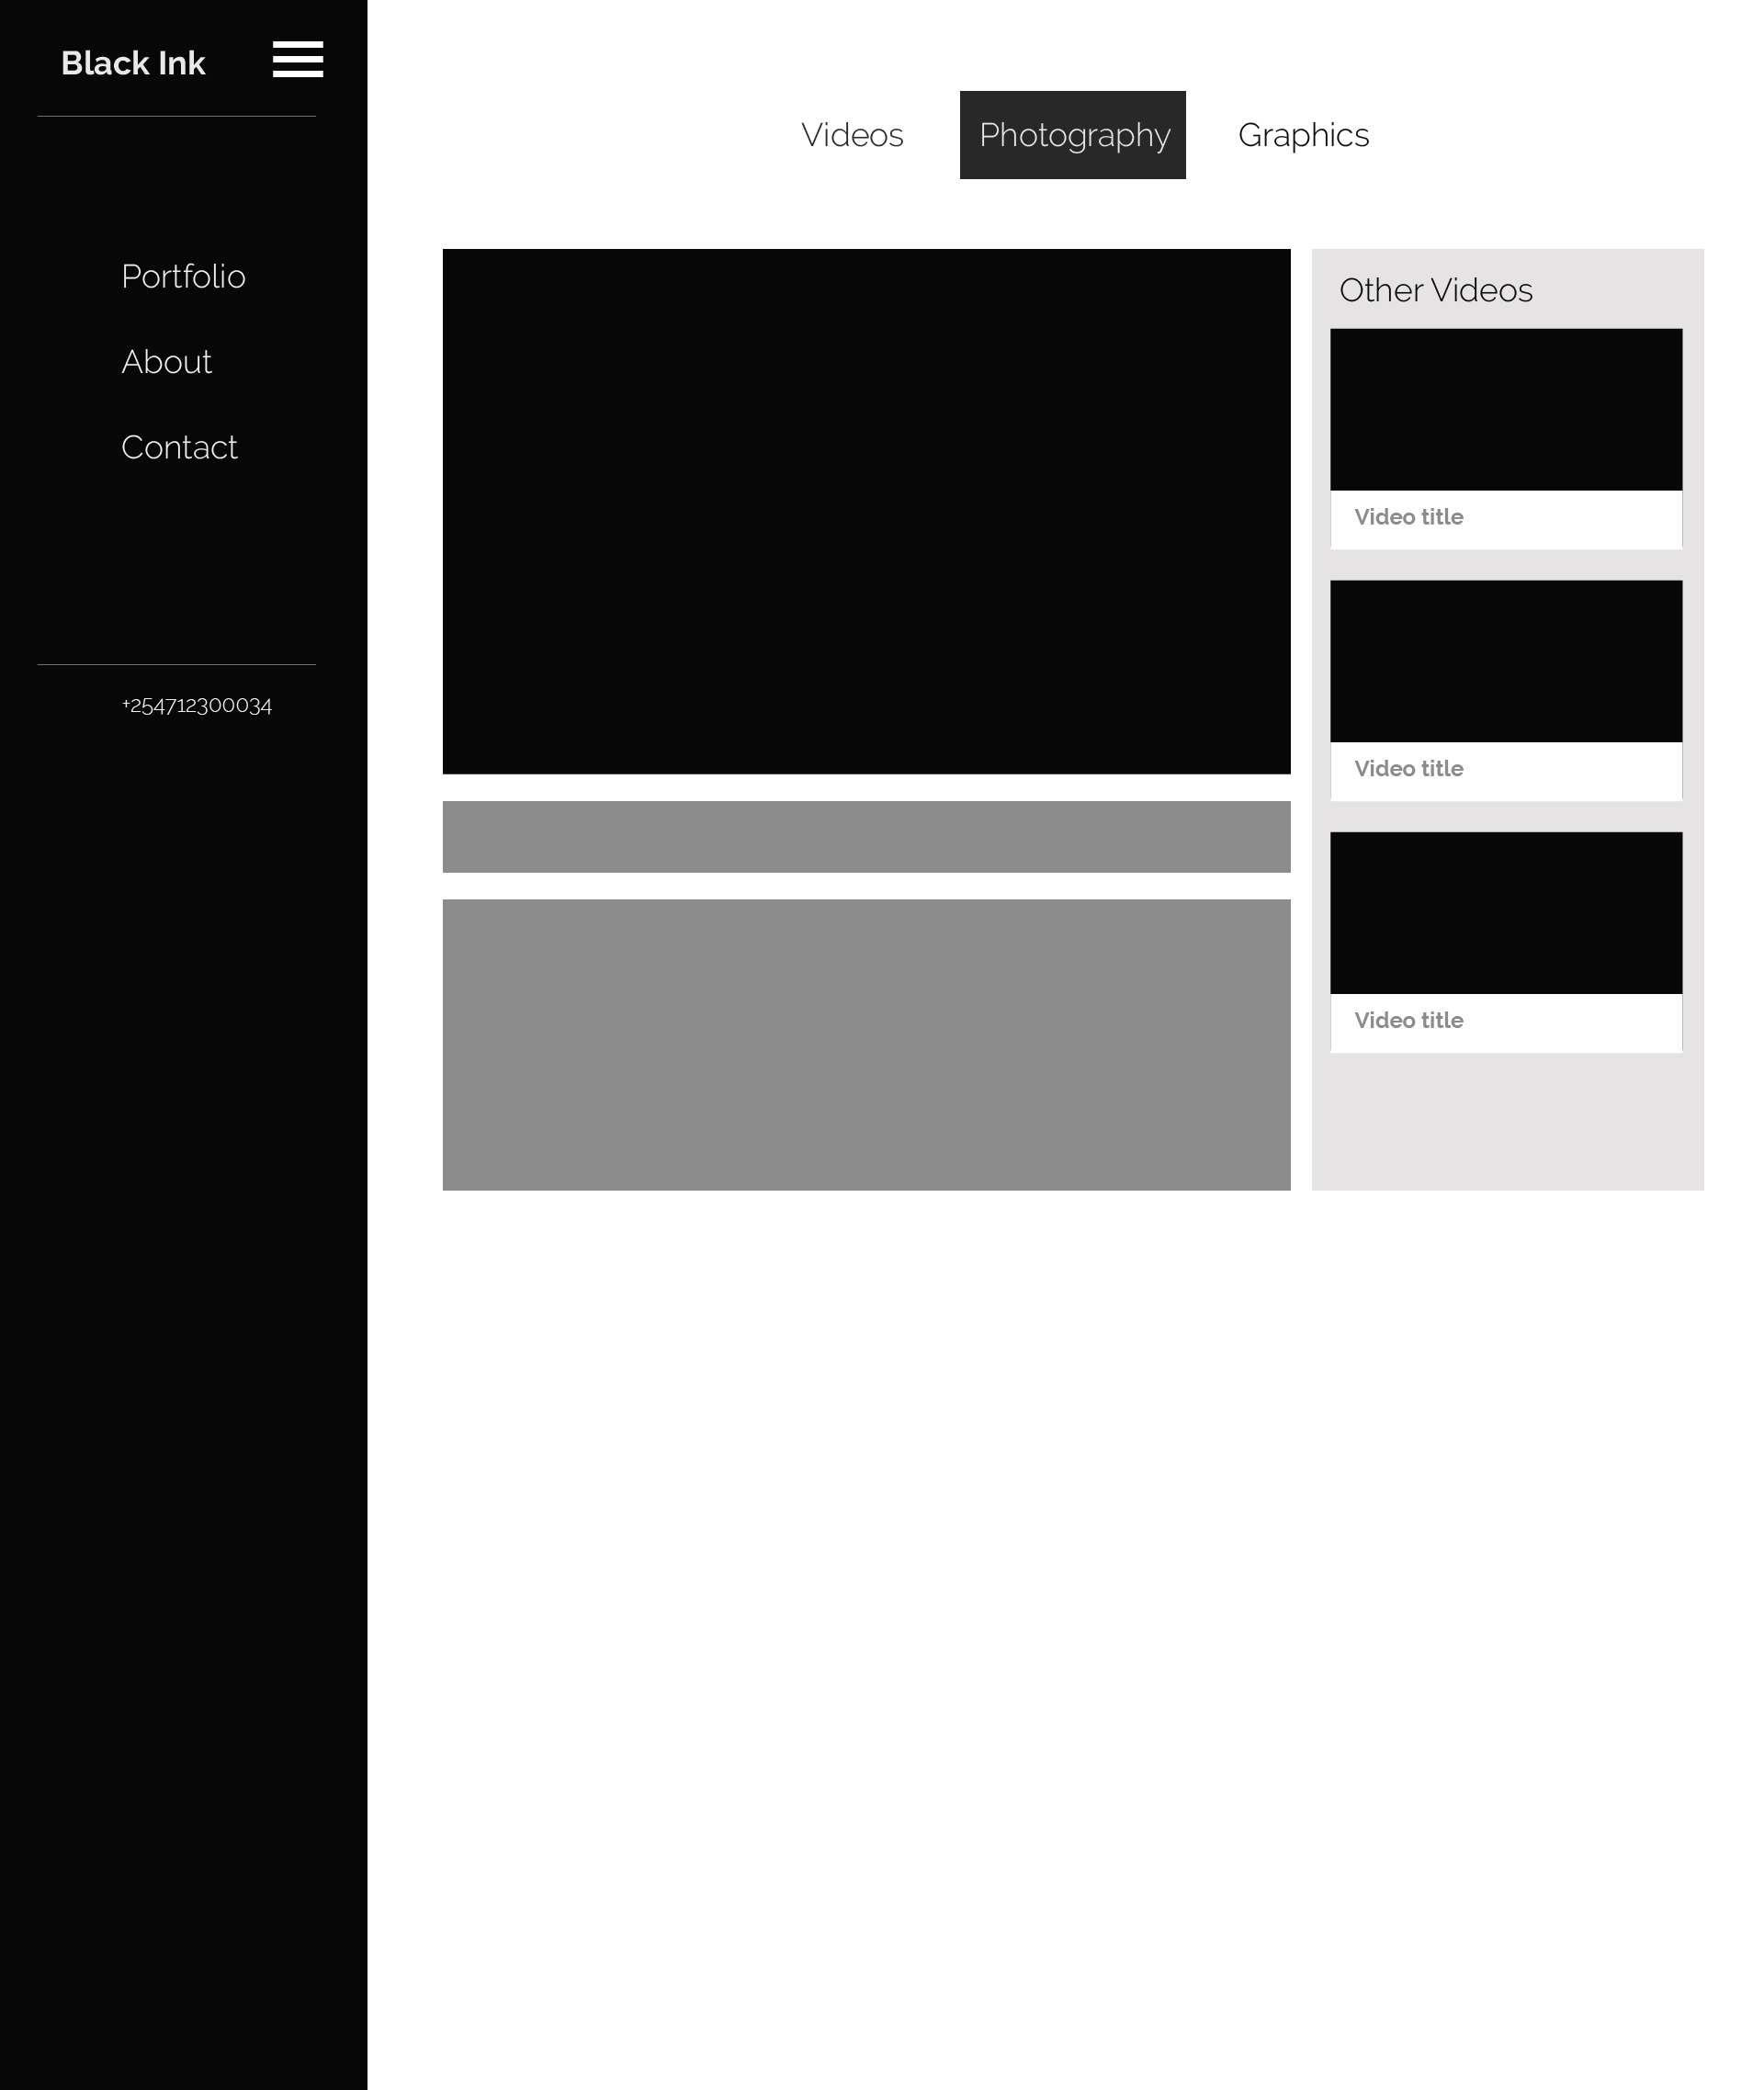 Black Ink
Portfolio
About
Contact
+254712300034
Videos
Photography
Graphics
Other Videos
Video title
Video title
Video title